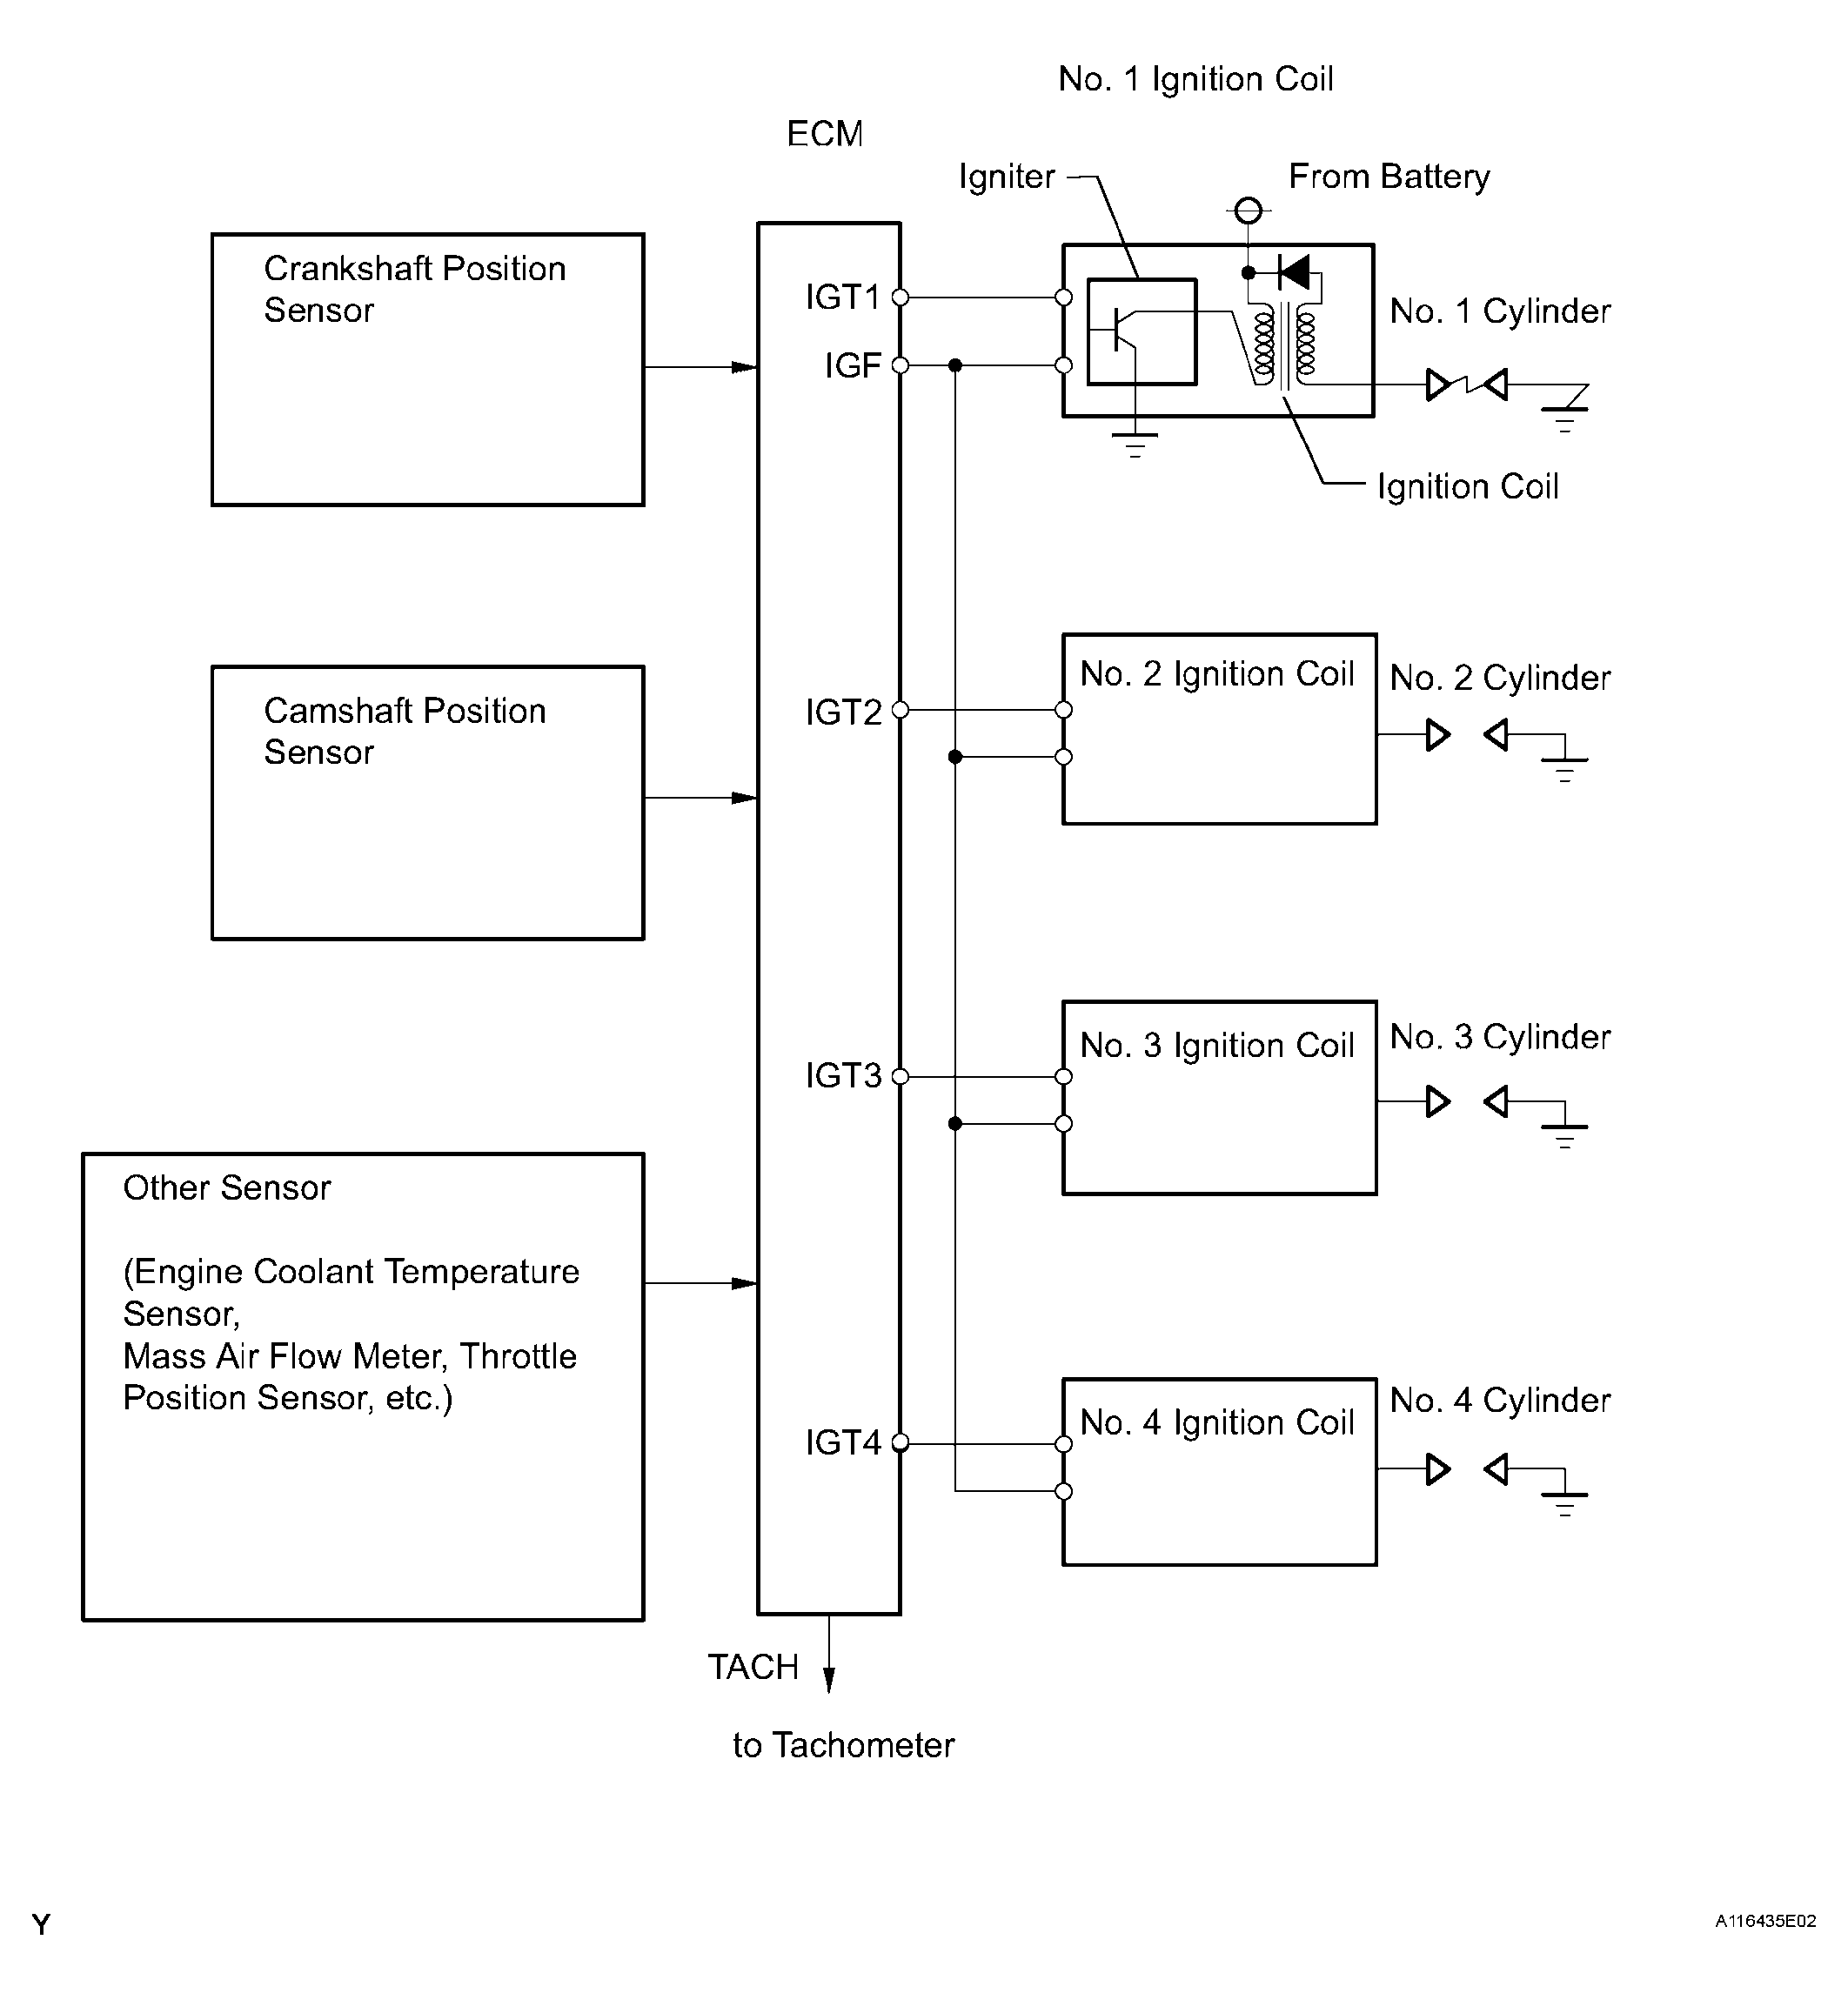 No. 1 Ignition Coil
ECM
Igniter
From Battery
Crankshaft Position
Sensor
IGT1
No. 1 Cylinder
IGF
Ignition Coil
No. 2 Ignition Coil
No. 2 Cylinder
Camshaft Position
Sensor
IGT2
No. 3 Ignition Coil
No. 3 Cylinder
IGT3
Other Sensor
(Engine Coolant Temperature
Sensor,
Mass Air Flow Meter, Throttle
Position Sensor, etc.)
No. 4 Ignition Coil
No. 4 Cylinder
IGT4
TACH
to Tachometer
Y
A116435E02